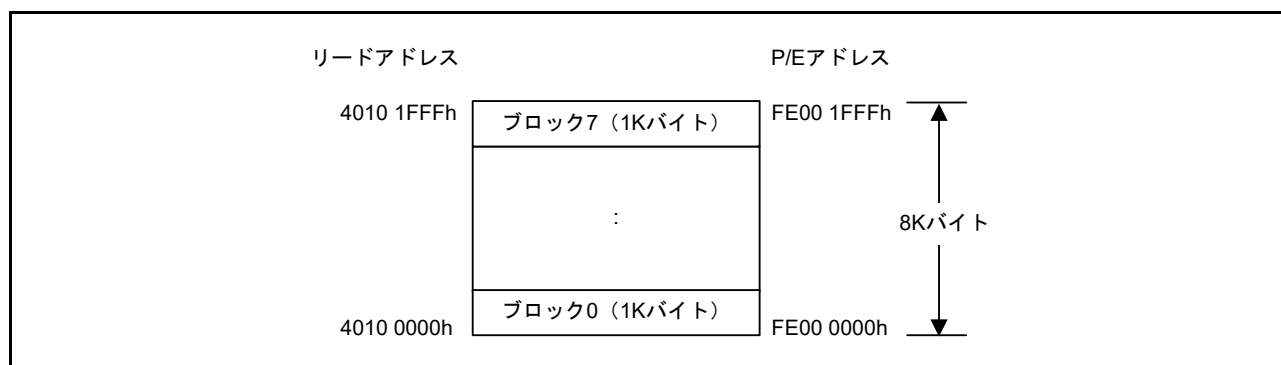 リードアドレス P/Eアドレス
4010 1FFFh ブロック7（1Kバイト） FE00 1FFFh
:
8Kバイト
ブロック0（1Kバイト）
4010 0000h FE00 0000h